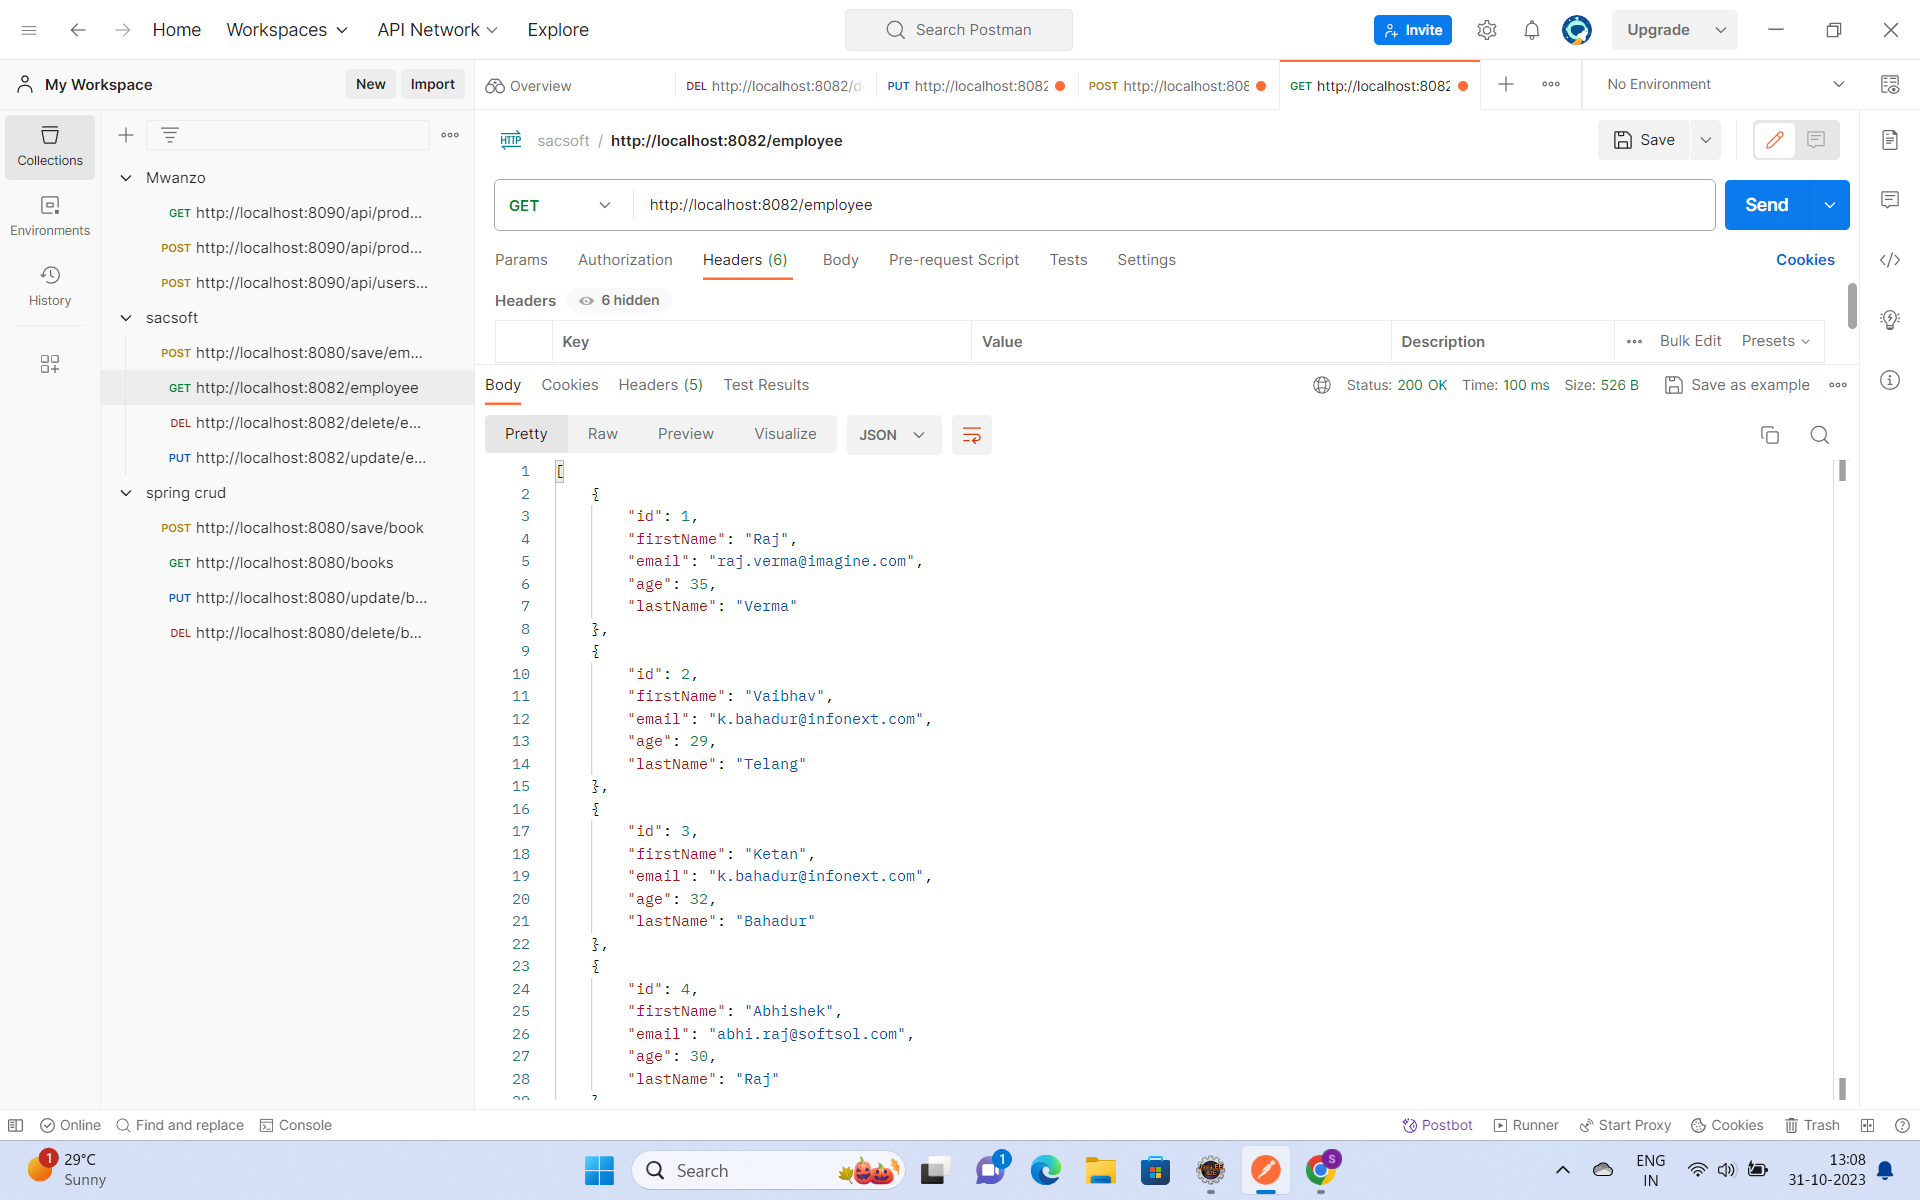 Home Workspaces API Network Explore Search Postman Invite Upgrade
My Workspace New Import Overview DEL http://localhost:8082/d PUT http://localhost:8082 POST http://localhost:808 GET http://localhost:8082 No Environment
Collections
Environments
History
Mwanzo
GET http://localhost:8090/api/prod...
POST http://localhost:8090/api/prod...
POST http://localhost:8090/api/users...
sacsoft
POST http://localhost:8080/save/em...
GET http://localhost:8082/employee
DEL http://localhost:8082/delete/e...
PUT http://localhost:8082/update/e...
spring crud
POST http://localhost:8080/save/book
GET http://localhost:8080/books
PUT http://localhost:8080/update/b...
DEL http://localhost:8080/delete/b...
HTTP sacsoft / http://localhost:8082/employee Save
GET http://localhost:8082/employee Send
Params Authorization Headers (6) Body Pre-request Script Tests Settings Cookies
Headers 6 hidden
Key Value Description Bulk Edit Presets
Body Cookies Headers (5) Test Results Status: 200 OK Time: 100 ms Size: 526 B Save as example
Pretty Raw Preview Visualize JSON
1 [
2 {
3 "id": 1,
4 "firstName": "Raj",
5 "email": "raj.verma@imagine.com",
6 "age": 35,
7 "lastName": "Verma"
8 },
9 {
10 "id": 2,
11 "firstName": "Vaibhav",
12 "email": "k.bahadur@infonext.com",
13 "age": 29,
14 "lastName": "Telang"
15 },
16 {
17 "id": 3,
18 "firstName": "Ketan",
19 "email": "k.bahadur@infonext.com",
20 "age": 32,
21 "lastName": "Bahadur"
22 },
23 {
24 "id": 4,
25 "firstName": "Abhishek",
26 "email": "abhi.raj@softsol.com",
27 "age": 30,
28 "lastName": "Raj"
Online Find and replace Console Postbot Runner Start Proxy Cookies Trash
1 29°C
Sunny
Search
1
S
ENG
IN
13:08
31-10-2023